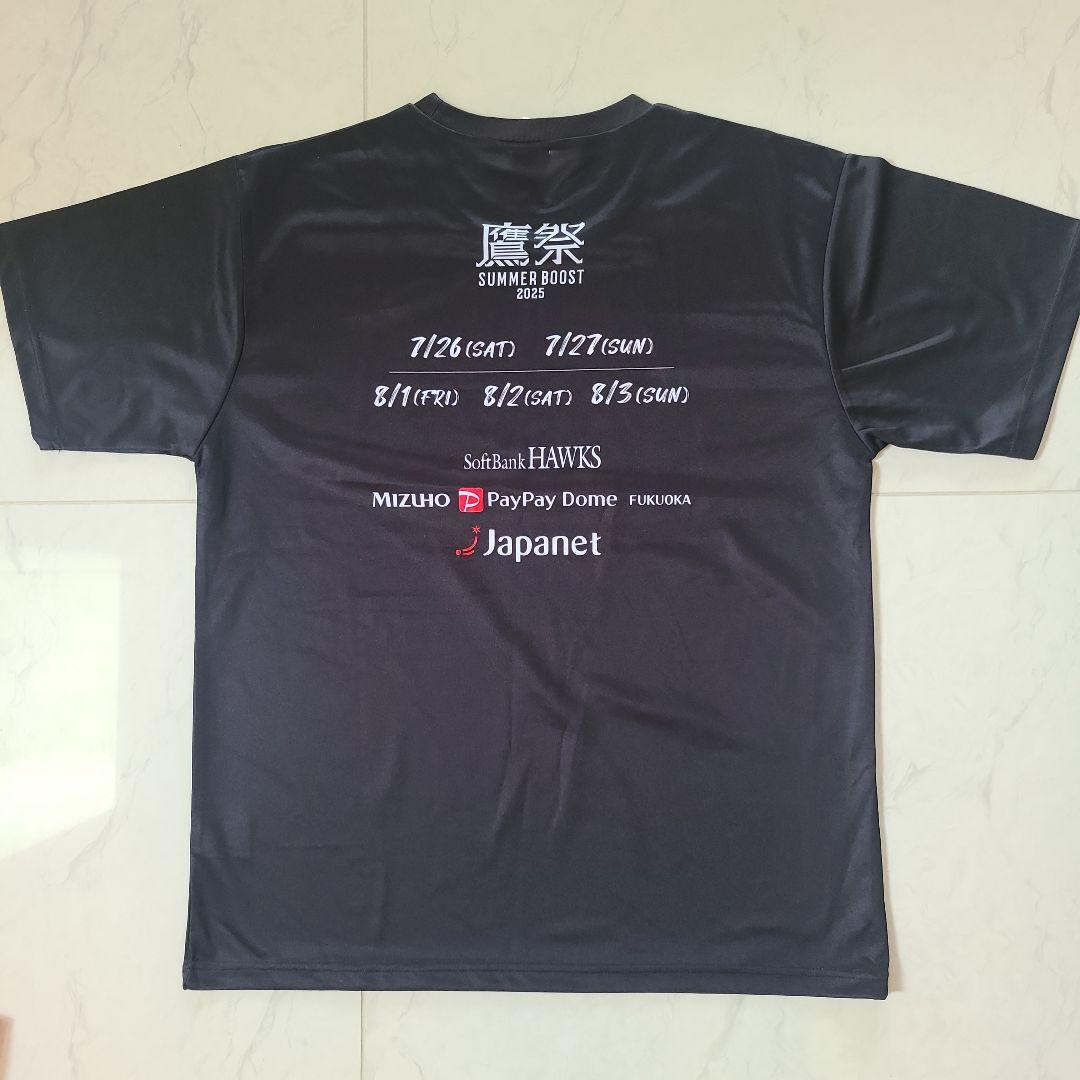 鷹祭
SUMMER BOOST
2025
7/26(SAT) 7/27(SUN)
8/1(FRI) 8/2(SAT) 8/3(SUN)
SoftBank HAWKS
MIZUHO PayPay Dome FUKUOKA
Japanet